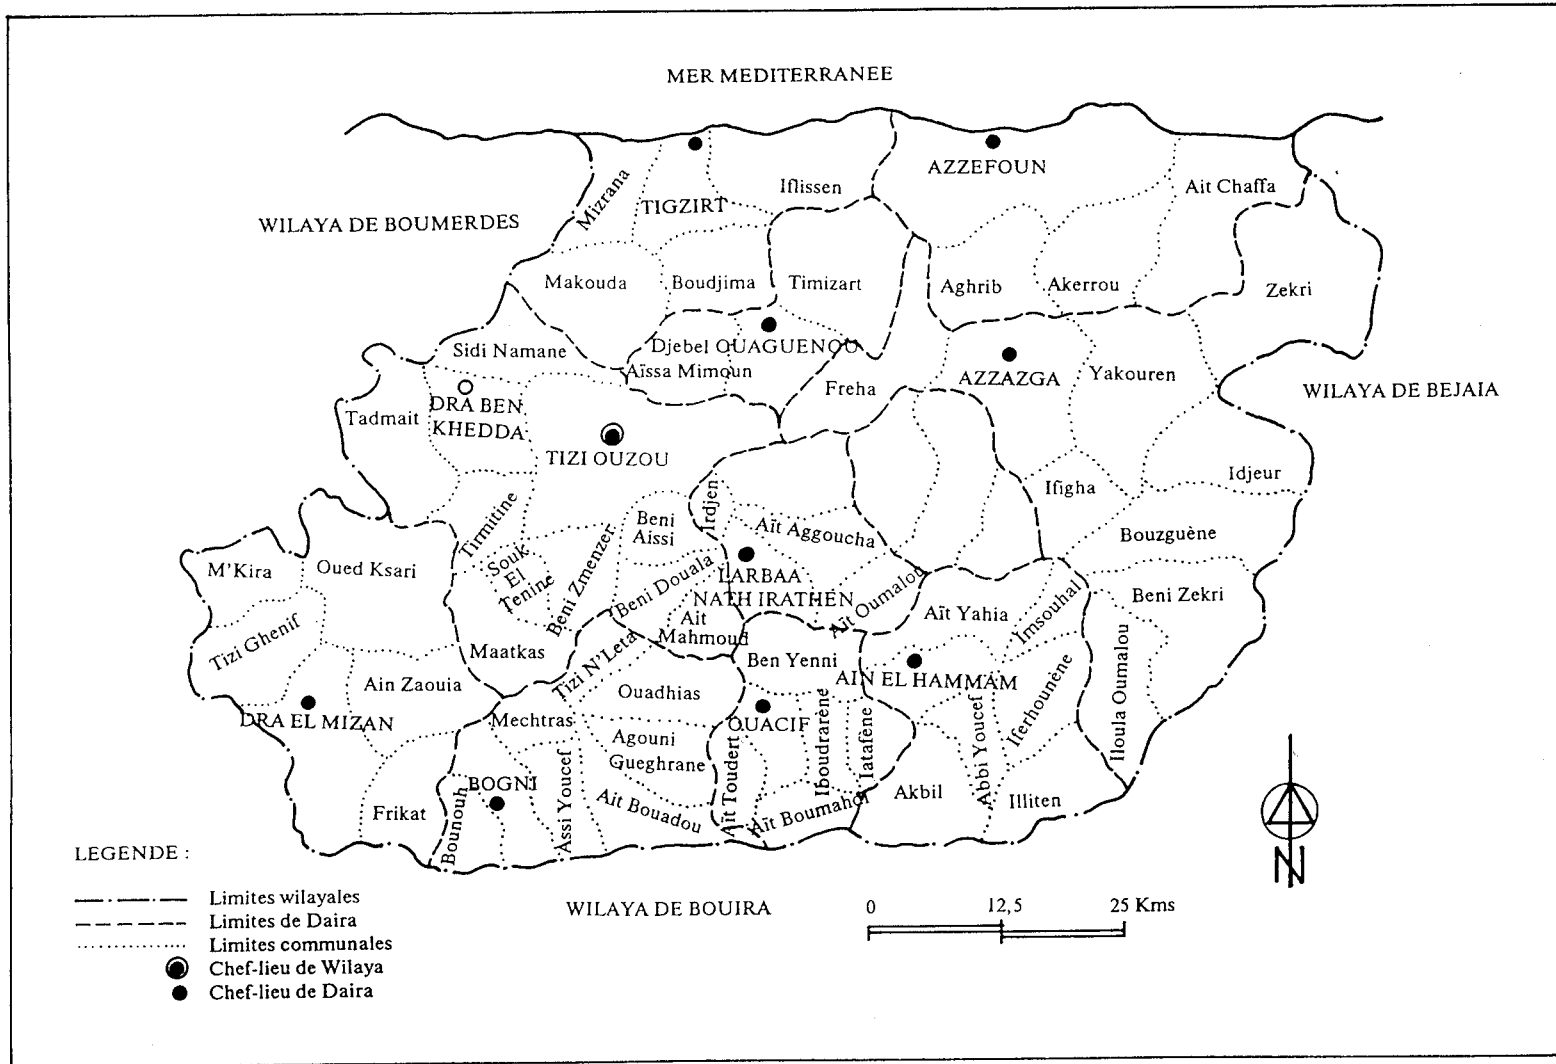 MER MEDITERRANEE
AZZEFOUN
Iflissen
Ait Chaffa
Mizrana
TIGZIRT
WILAYA DE BOUMERDES
Makouda
Boudjima
Timizart
Aghrib
Akerrou
Zekri
Sidi Namane
Djebel OUAGUENOU
Aïssa Mimoun
Freha
AZZAZGA
Yakouren
WILAYA DE BEJAIA
Tadmait
DRA BEN
KHEDDA
TIZI OUZOU
Idjeur
Ifigha
Tirmitine
Beni
Aissi
Irdjen
Aït Aggoucha
Bouzguène
M'Kira
Oued Ksari
Souk
El
Tenine
Beni Zmenzer
Beni Douala
LARBAA
NATH IRATHEN
Aït Oumalou
Aït Yahia
Imsouhal
Beni Zekri
Tizi Ghenif
Maatkas
Ait
Mahmoud
Ben Yenni
Tizi N'Leta
Ain Zaouia
Ouadhias
AIN EL HAMMAM
Iferhounène
Iloula Oumalou
DRA EL MIZAN
Mechtras
Agouni
Gueghrane
OUACIF
Iboudrarène
Iatafène
Abbi Youcef
BOGNI
Frikat
Bounouh
Assi Youcef
Ait Bouadou
Aït Toudert
Aït Boumahdi
Akbil
Illiten
LEGENDE :
Limites wilayales
Limites de Daira
Limites communales
Chef-lieu de Wilaya
Chef-lieu de Daira
WILAYA DE BOUIRA
0 12,5 25 Kms
N